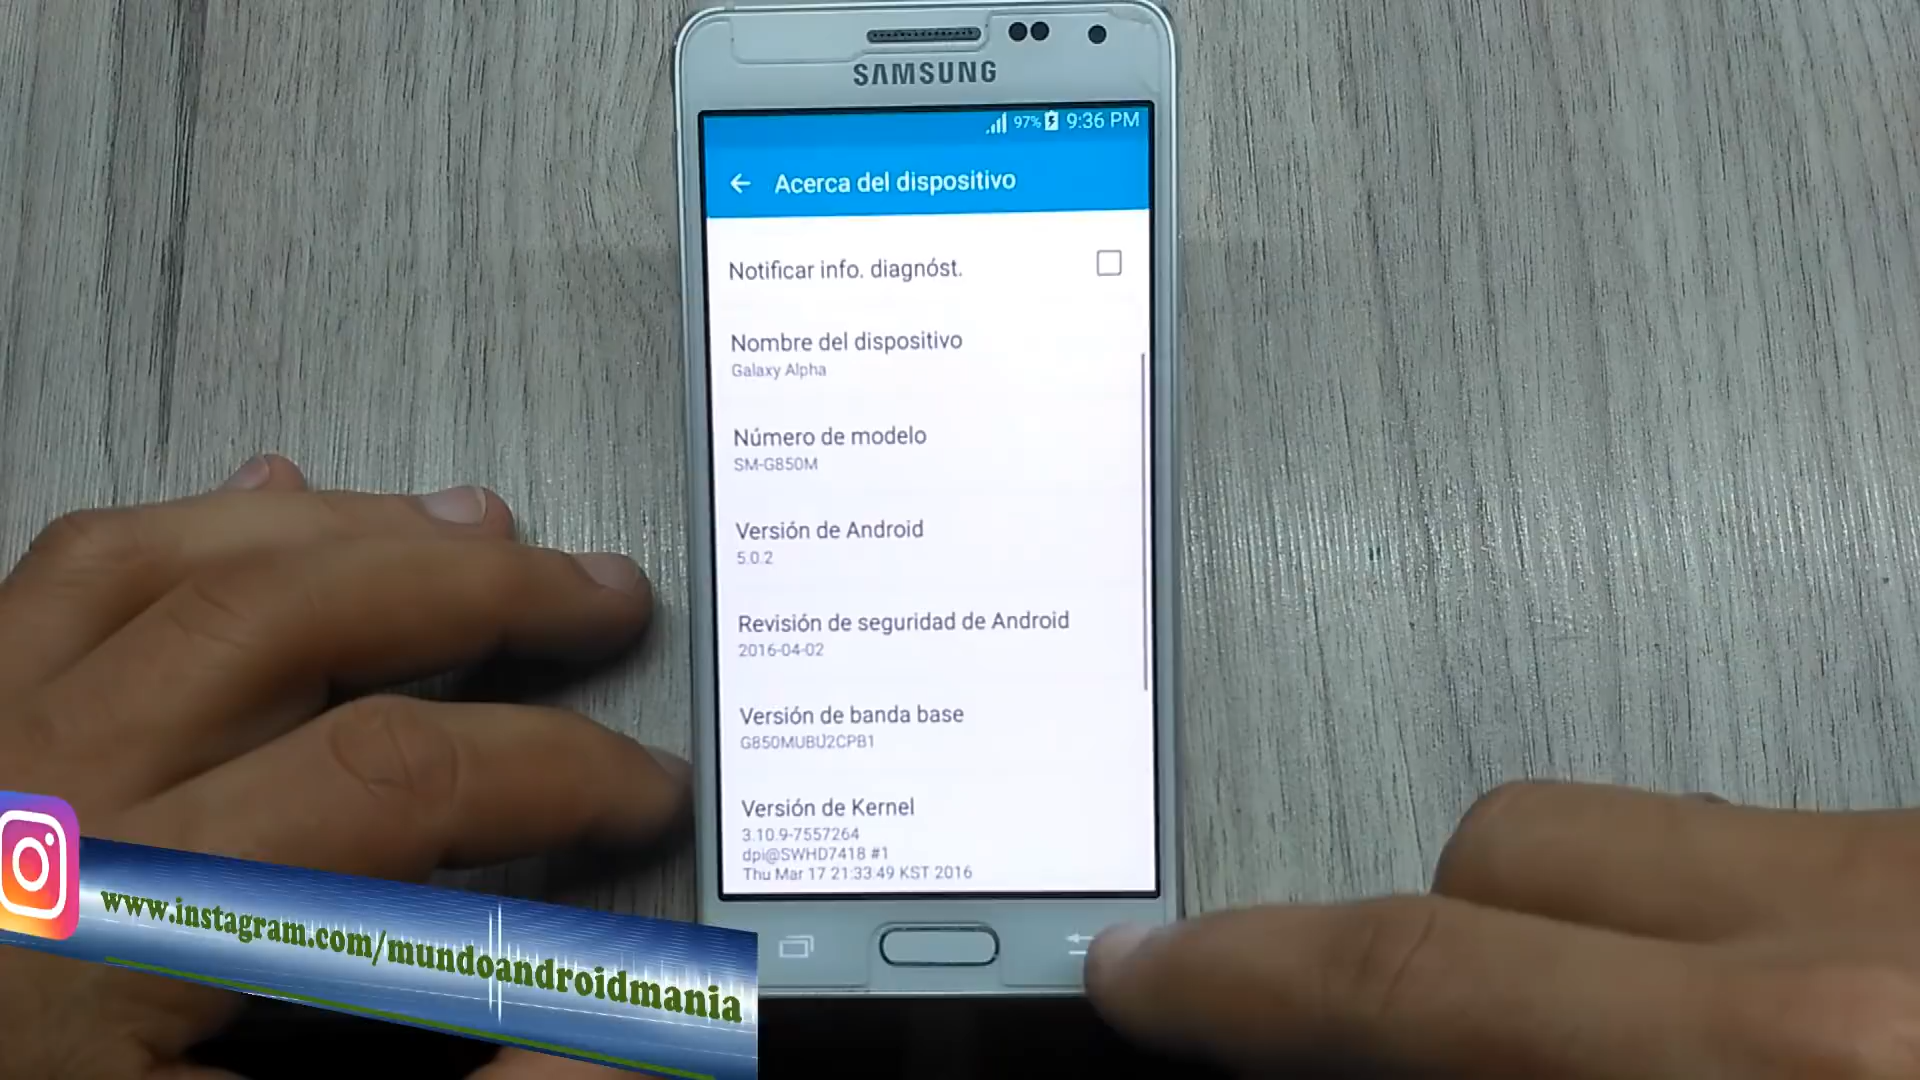 SAMSUNG
97% 9:36 PM
Acerca del dispositivo
Notificar info. diagnóst.
Nombre del dispositivo
Galaxy Alpha
Número de modelo
SM-G850M
Versión de Android
5.0.2
Revisión de seguridad de Android
2016-04-02
Versión de banda base
G850MUBU2CPB1
Versión de Kernel
3.10.9-7557264
dpi@SWHD7418 #1
Thu Mar 17 21:33:49 KST 2016
www.instagram.com/mundoandroidmania